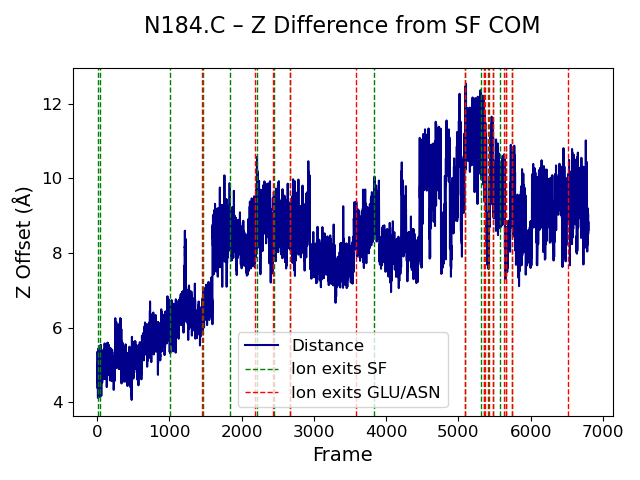 N184.C – Z Difference from SF COM
Z Offset (Å)
12
10
8
6
4
Distance
Ion exits SF
Ion exits GLU/ASN
0 1000 2000 3000 4000 5000 6000 7000
Frame